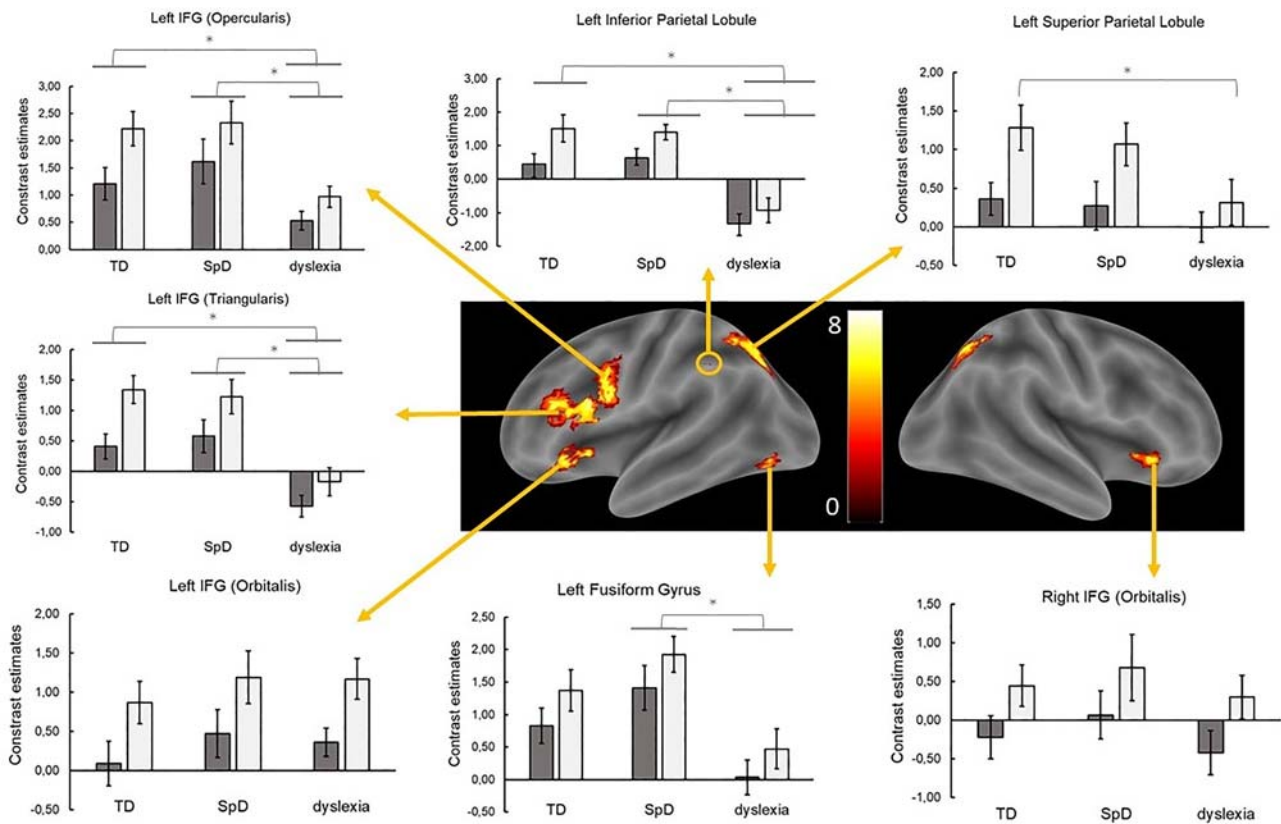 Left IFG (Opercularis)
*
*
Constrast estimates
3,00
2,50
2,00
1,50
1,00
0,50
0,00
TD SpD dyslexia
Left Inferior Parietal Lobule
*
*
Constrast estimates
3,00
2,00
1,00
0,00
-1,00
-2,00
TD SpD dyslexia
Left Superior Parietal Lobule
*
Constrast estimates
2,00
1,50
1,00
0,50
0,00
-0,50
TD SpD dyslexia
Left IFG (Triangularis)
*
*
Contrast estimates
2,00
1,50
1,00
0,50
0,00
-0,50
-1,00
TD SpD dyslexia
8
0
Left IFG (Orbitalis)
Constrast estimates
2,00
1,50
1,00
0,50
0,00
0,50
TD SpD dyslexia
Left Fusiform Gyrus
*
Contrast estimates
2,50
2,00
1,50
1,00
0,50
0,00
-0,50
TD SpD dyslexia
Right IFG (Orbitalis)
Contrast estimates
1,50
1,00
0,50
0,00
-0,50
-1,00
TD SpD dyslexia